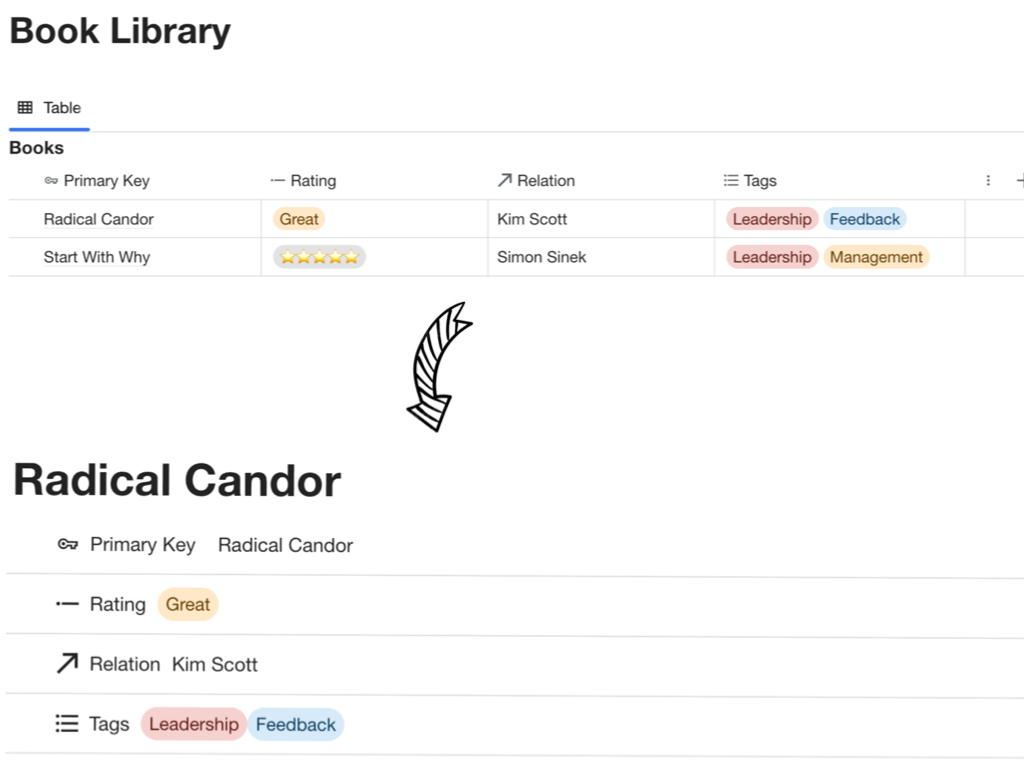 Book Library
Table
Books
Primary Key Rating Relation Tags
Radical Candor Great Kim Scott Leadership Feedback
Start With Why ⭐⭐⭐⭐⭐ Simon Sinek Leadership Management
Radical Candor
Primary Key Radical Candor
Rating Great
Relation Kim Scott
Tags Leadership Feedback